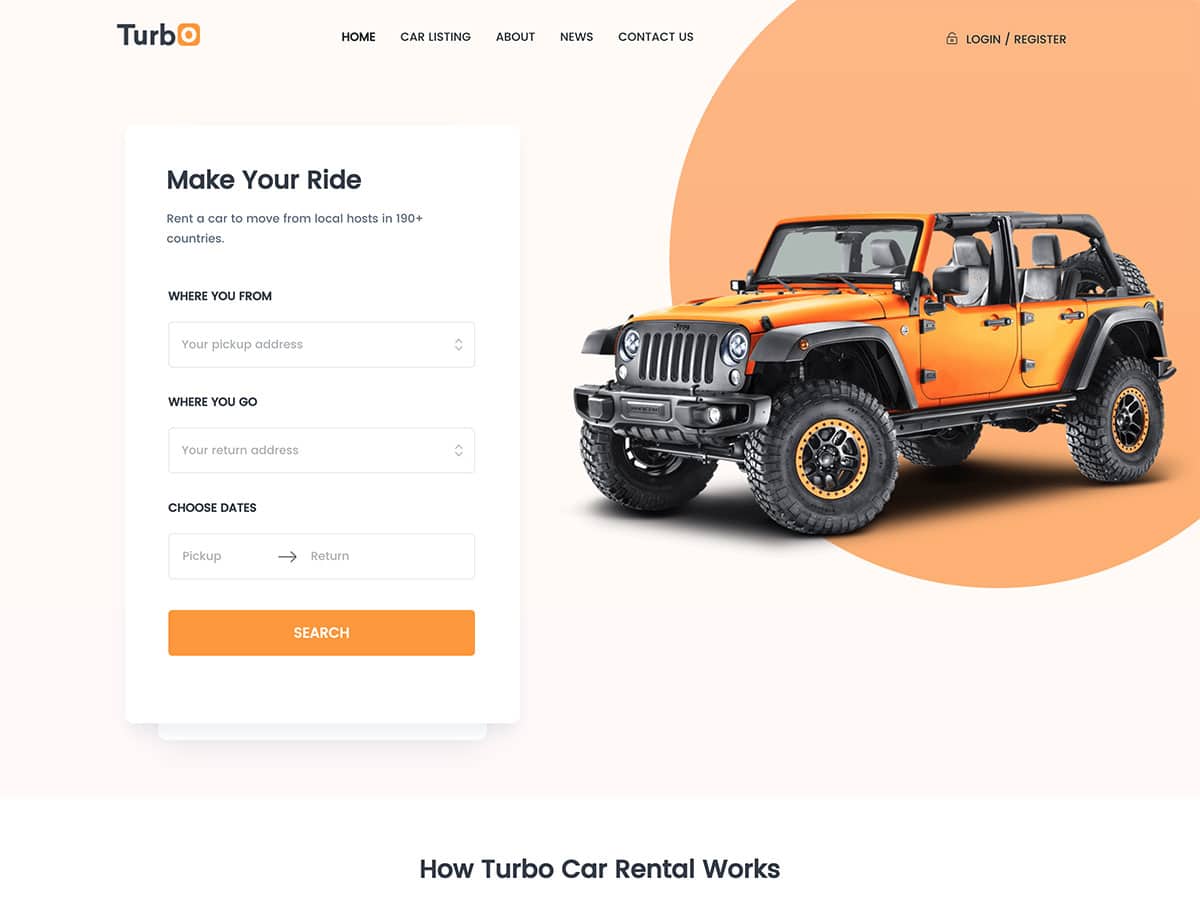 Turbo
HOME
CAR LISTING
ABOUT
NEWS
CONTACT US
LOGIN / REGISTER
Make Your Ride
Rent a car to move from local hosts in 190+
countries.
WHERE YOU FROM
Your pickup address
WHERE YOU GO
Your return address
CHOOSE DATES
Pickup
Return
SEARCH
Jeep
How Turbo Car Rental Works